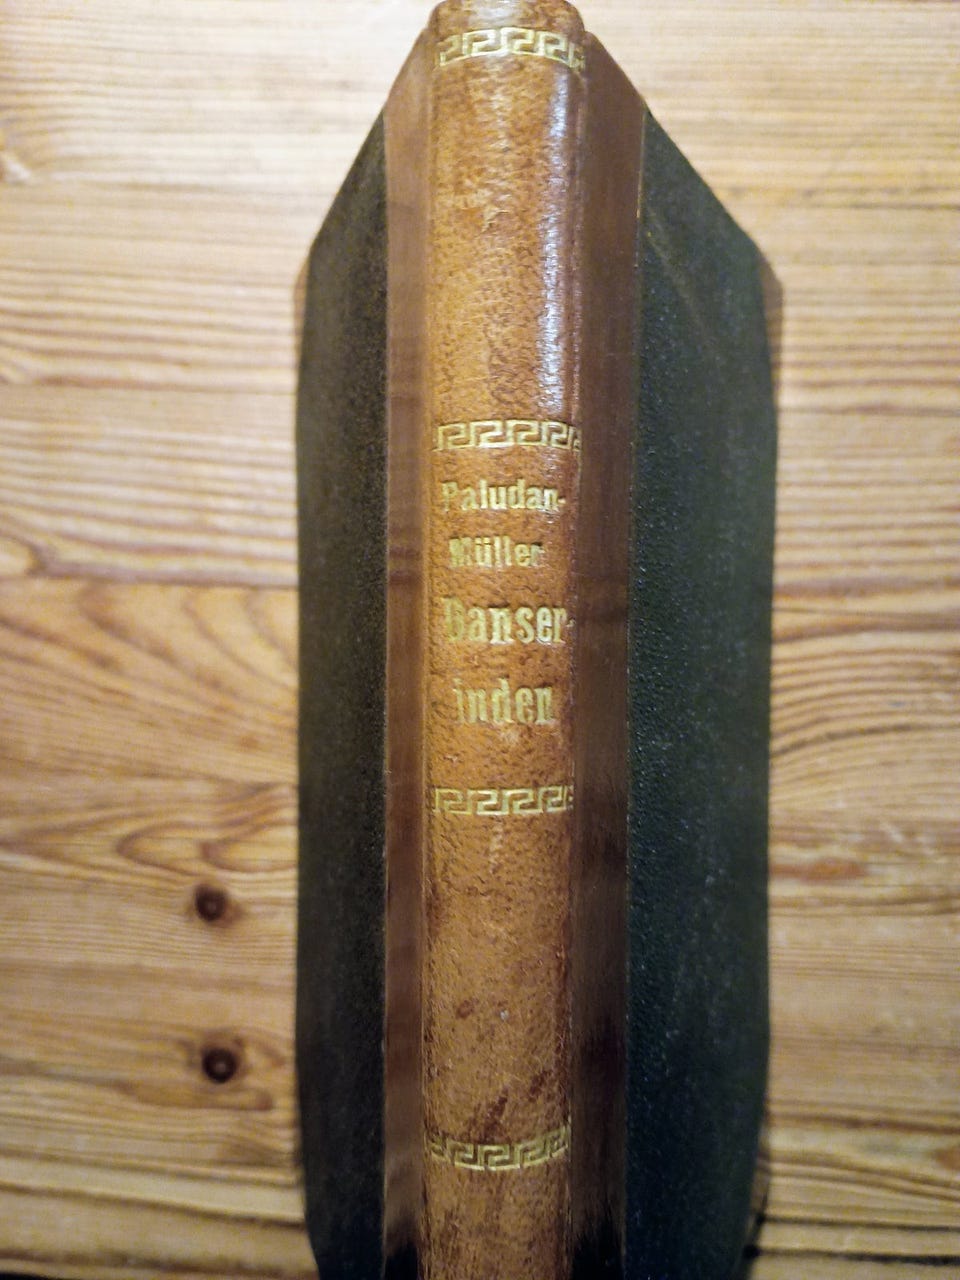 Paludan-
Müller
Danser-
inden